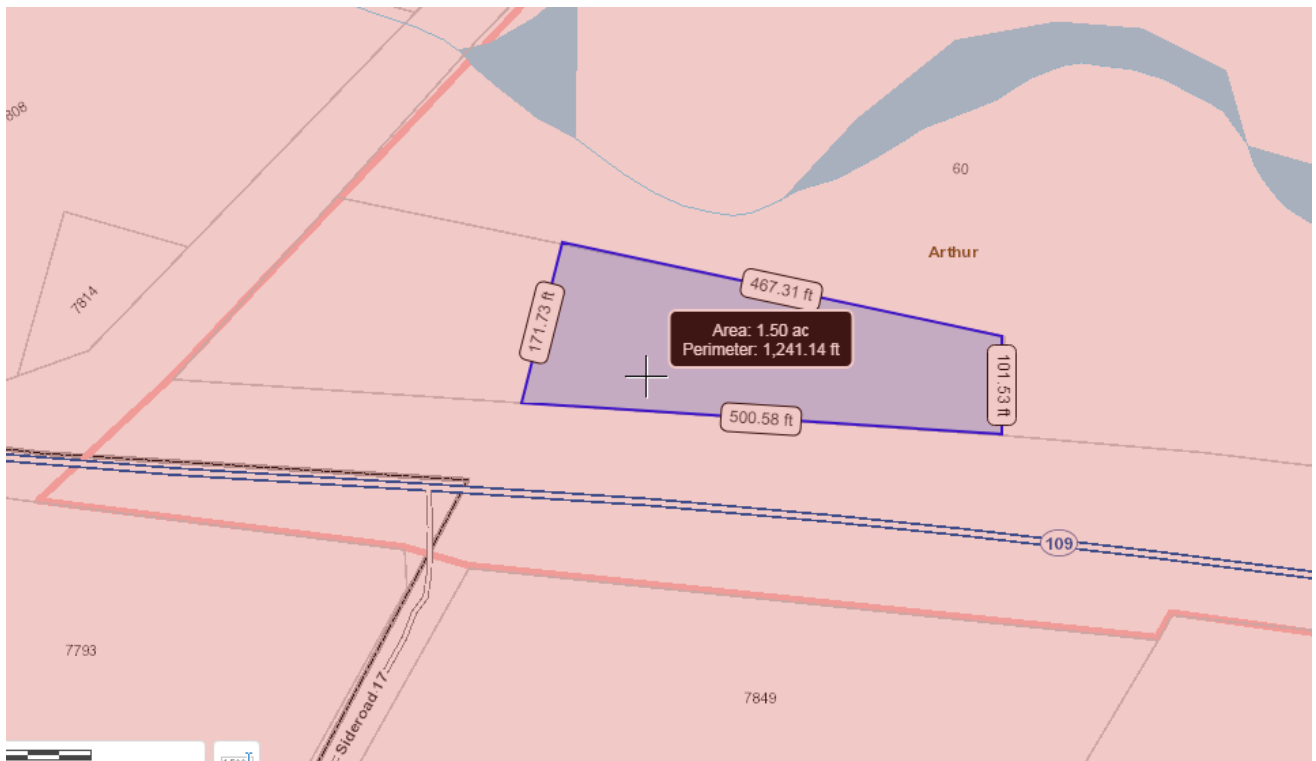 808
60
Arthur
7814
467.31 ft
171.73 ft
Area: 1.50 ac
Perimeter: 1,241.14 ft
101.53 ft
500.58 ft
109
7793
Sideroad 17
7849